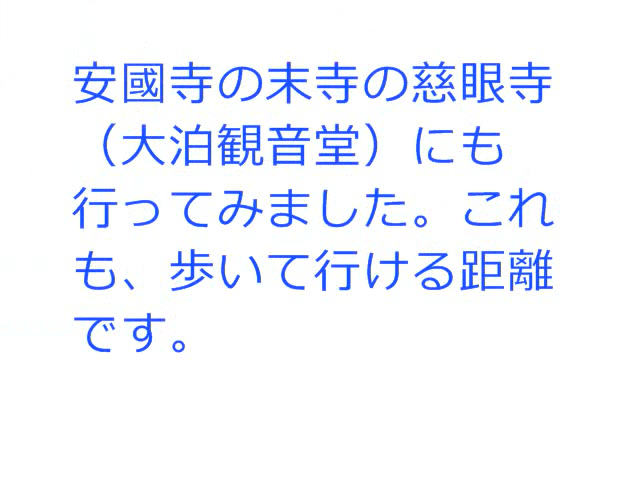 安國寺の末寺の慈眼寺
（大泊観音堂）にも
行ってみました。これ
も、歩いて行ける距離
です。